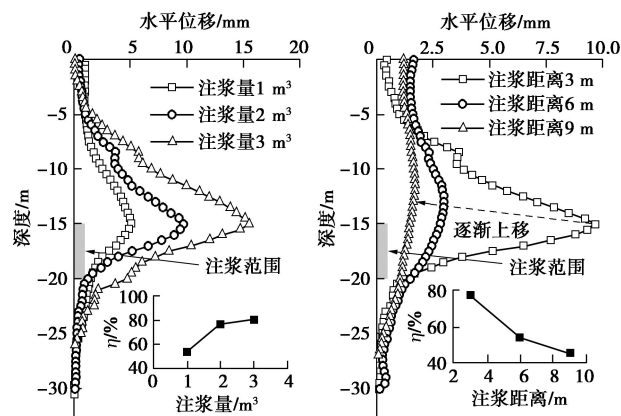 水平位移/mm
0 5 10 15 20
注浆量1 m³
注浆量2 m³
注浆量3 m³
深度/m
−5
−10
−15
−20
−25
−30
注浆范围
η/%
100
80
60
40
0 1 2 3 4
注浆量/m³
水平位移/mm
0 2.5 5.0 7.5 10.0
注浆距离3 m
注浆距离6 m
注浆距离9 m
深度/m
−5
−10
−15
−20
−25
−30
逐渐上移
注浆范围
η/%
80
60
40
2 4 6 8 10
注浆距离/m